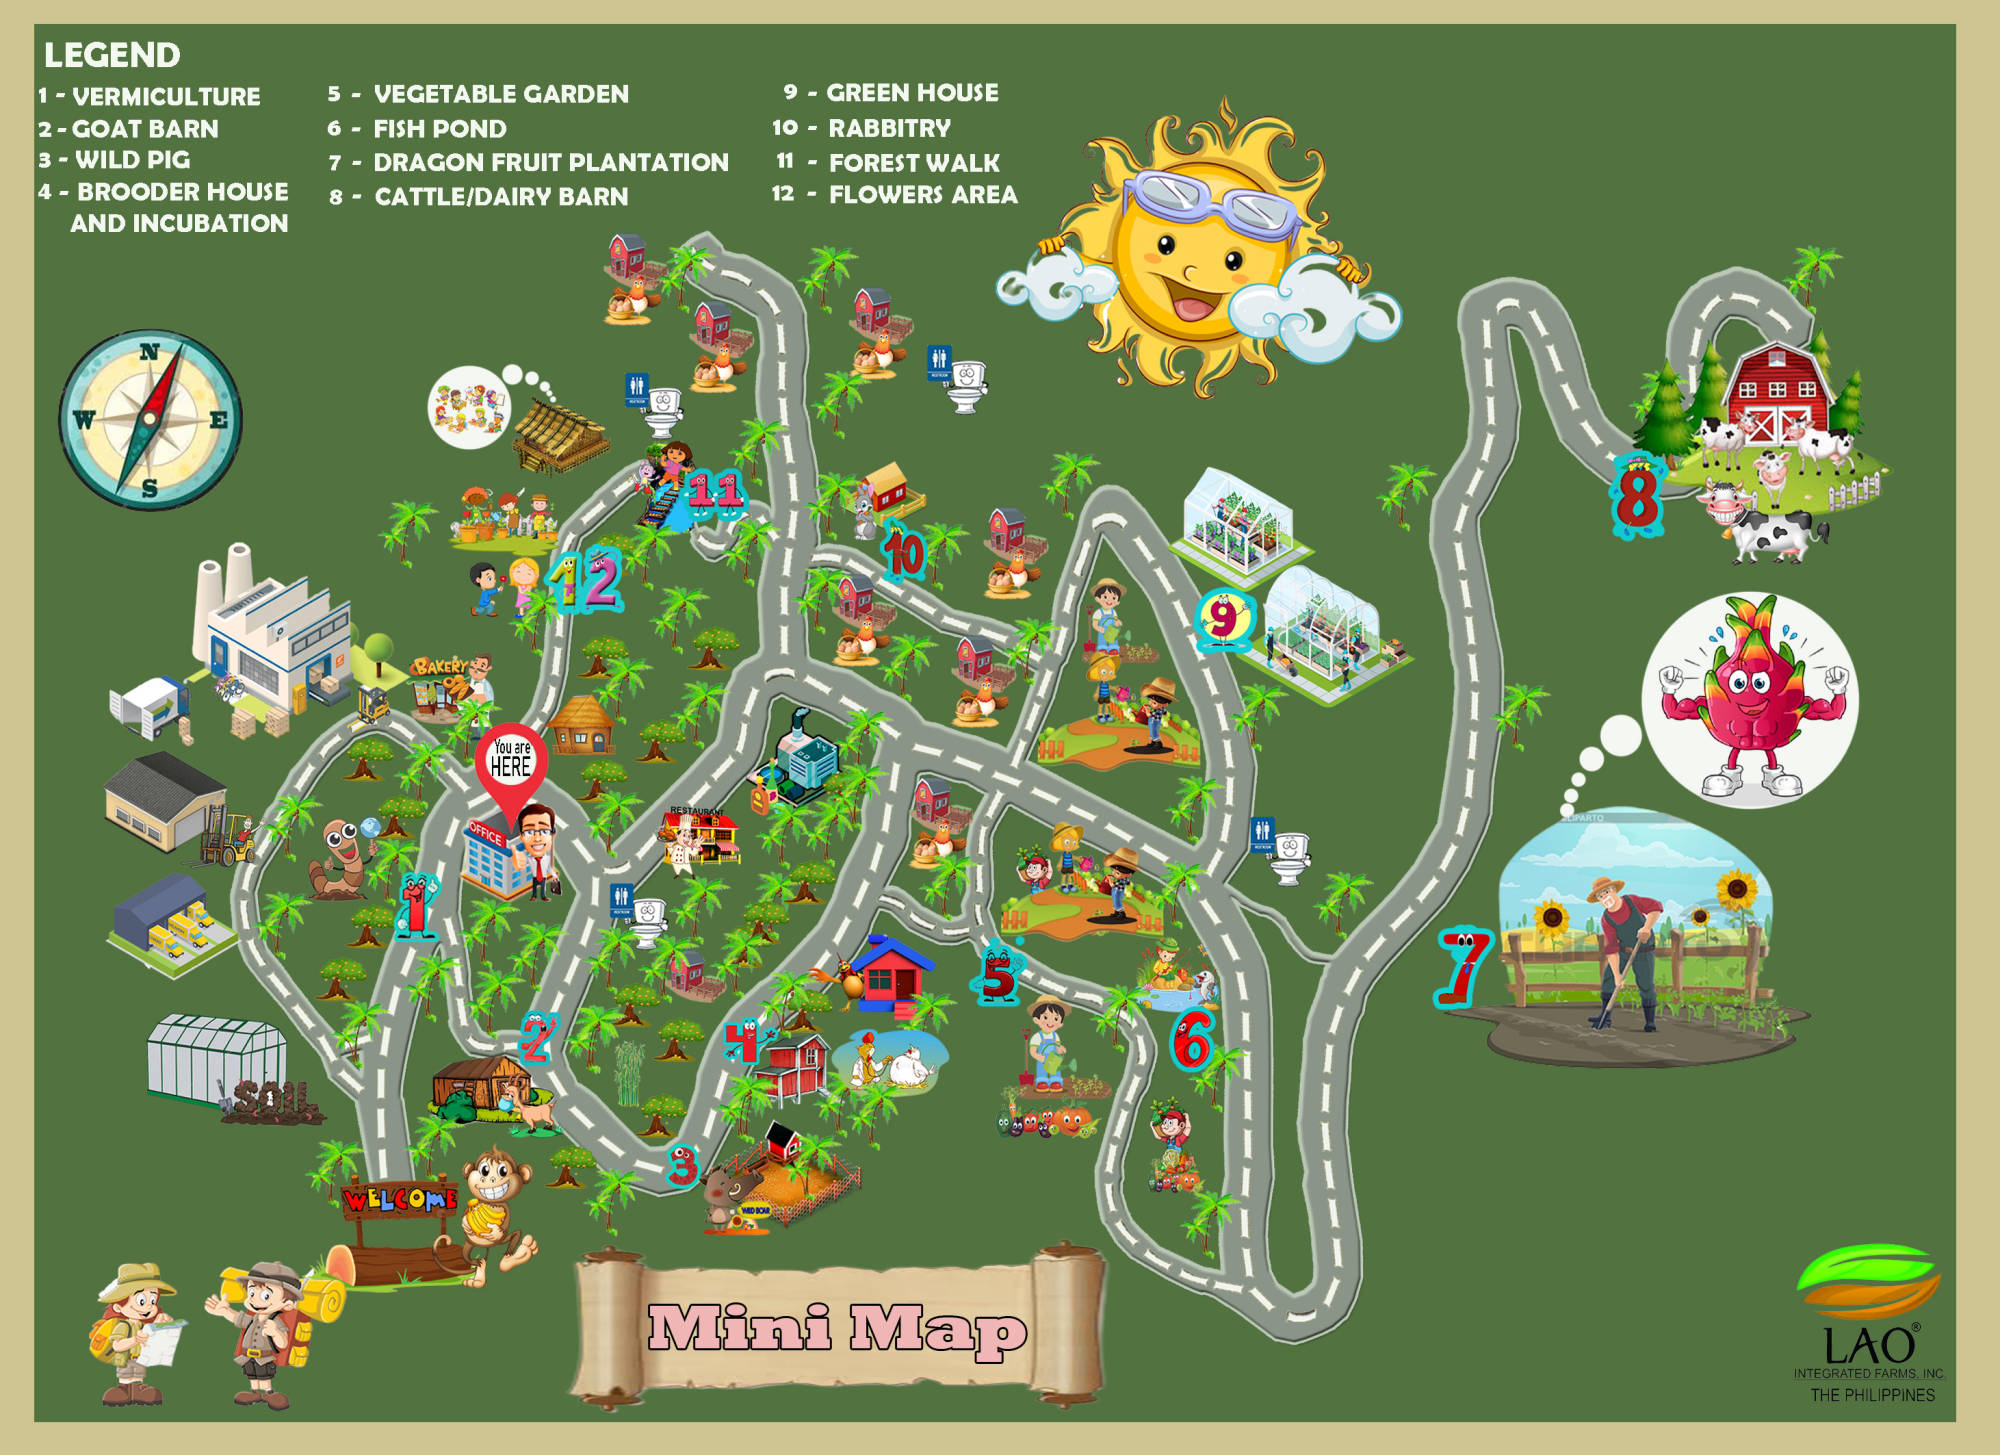 LEGEND
1 - VERMICULTURE
2 - GOAT BARN
3 - WILD PIG
4 - BROODER HOUSE
AND INCUBATION
5 - VEGETABLE GARDEN
6 - FISH POND
7 - DRAGON FRUIT PLANTATION
8 - CATTLE/DAIRY BARN
9 - GREEN HOUSE
10 - RABBITRY
11 - FOREST WALK
12 - FLOWERS AREA
N
W
E
S
11
12
10
9
8
BAKERY
You are
HERE
OFFICE
RESTAURANT
1
2
3
4
5
6
7
SOIL
WELCOME
WILD BOAR
Mini Map
LAO®
INTEGRATED FARMS, INC.
THE PHILIPPINES